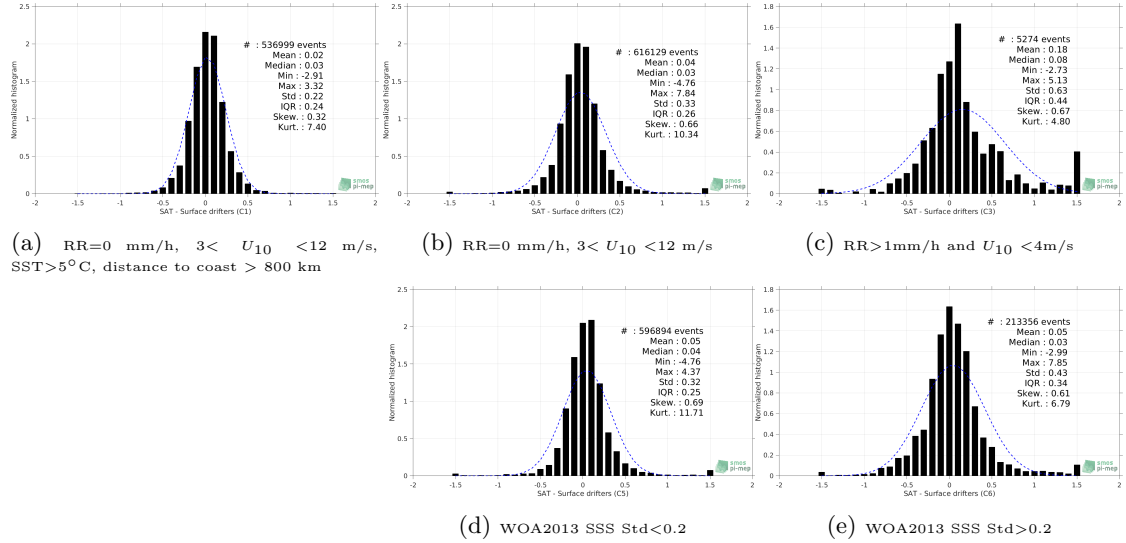 2.5
2
1.5
1
0.5
0
Normalized histogram
# : 536999 events
Mean : 0.02
Median : 0.03
Min : -2.91
Max : 3.32
Std : 0.22
IQR : 0.24
Skew. : 0.32
Kurt. : 7.40
smos
pi-mep
-2 -1.5 -1 -0.5 0 0.5 1 1.5 2
SAT - Surface drifters (C1)
(a) RR=0 mm/h, 3< U10 <12 m/s,
SST>5°C, distance to coast > 800 km
2.5
2
1.5
1
0.5
0
Normalized histogram
# : 616129 events
Mean : 0.04
Median : 0.03
Min : -4.76
Max : 7.84
Std : 0.33
IQR : 0.26
Skew. : 0.66
Kurt. : 10.34
smos
pi-mep
-2 -1.5 -1 -0.5 0 0.5 1 1.5 2
SAT - Surface drifters (C2)
(b) RR=0 mm/h, 3< U10 <12 m/s
1.8
1.6
1.4
1.2
1
0.8
0.6
0.4
0.2
0
Normalized histogram
# : 5274 events
Mean : 0.18
Median : 0.08
Min : -2.73
Max : 5.13
Std : 0.63
IQR : 0.44
Skew. : 0.67
Kurt. : 4.80
smos
pi-mep
-2 -1.5 -1 -0.5 0 0.5 1 1.5 2
SAT - Surface drifters (C3)
(c) RR>1mm/h and U10 <4m/s
2.5
2
1.5
1
0.5
0
Normalized histogram
# : 596894 events
Mean : 0.05
Median : 0.04
Min : -4.76
Max : 4.37
Std : 0.32
IQR : 0.25
Skew. : 0.69
Kurt. : 11.71
smos
pi-mep
-2 -1.5 -1 -0.5 0 0.5 1 1.5 2
SAT - Surface drifters (C5)
(d) WOA2013 SSS Std<0.2
1.8
1.6
1.4
1.2
1
0.8
0.6
0.4
0.2
0
Normalized histogram
# : 213356 events
Mean : 0.05
Median : 0.03
Min : -2.99
Max : 7.85
Std : 0.43
IQR : 0.34
Skew. : 0.61
Kurt. : 6.79
smos
pi-mep
-2 -1.5 -1 -0.5 0 0.5 1 1.5 2
SAT - Surface drifters (C6)
(e) WOA2013 SSS Std>0.2